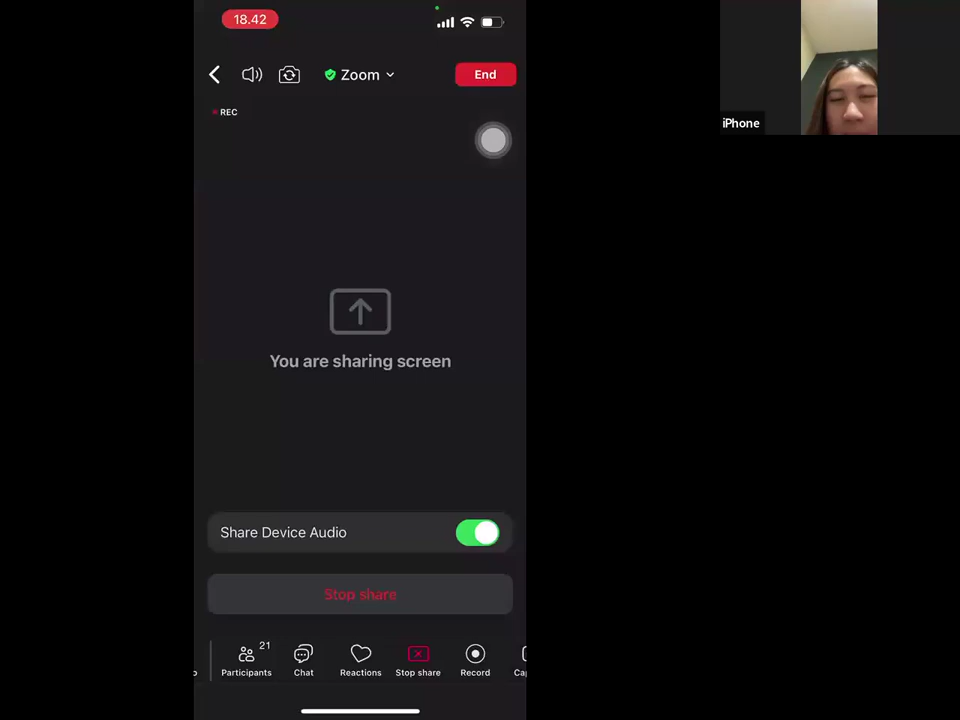 18.42
Zoom
End
REC
You are sharing screen
Share Device Audio
Stop share
21
Participants
Chat
Reactions
Stop share
Record
iPhone